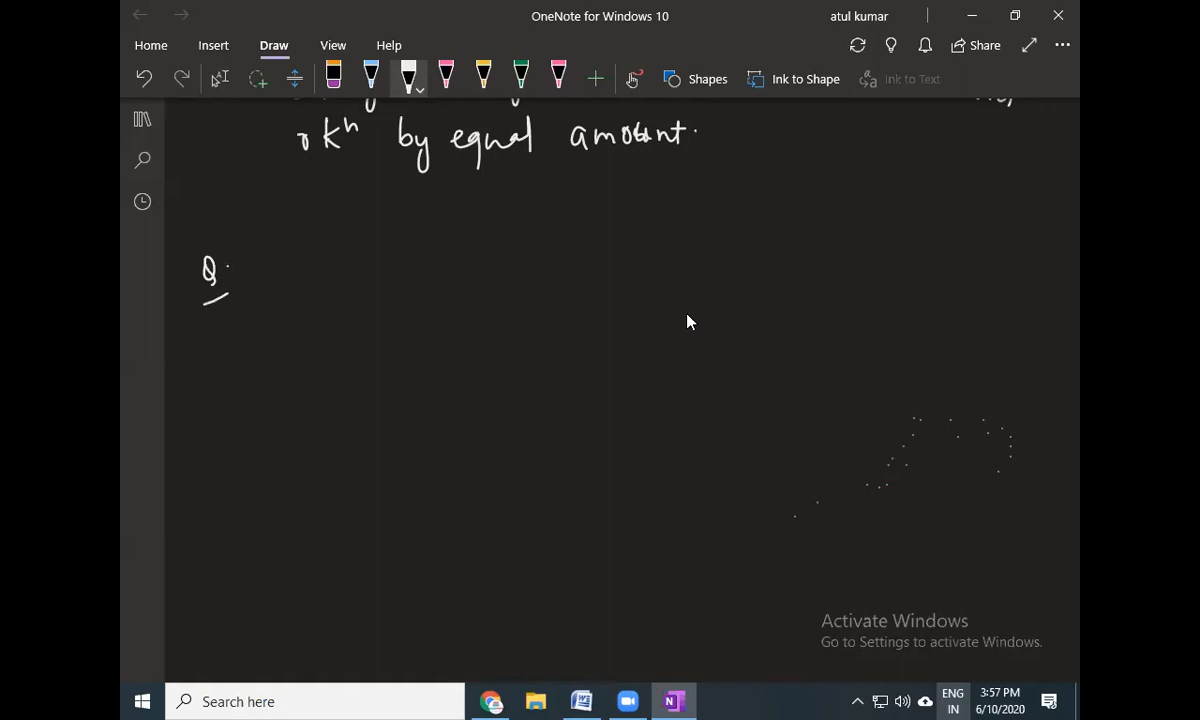 OneNote for Windows 10
atul kumar
Home Insert Draw View Help
Share
Shapes Ink to Shape Ink to Text
by equal amount.
Q.
Activate Windows
Go to Settings to activate Windows.
Search here
ENG 3:57 PM
IN 6/10/2020